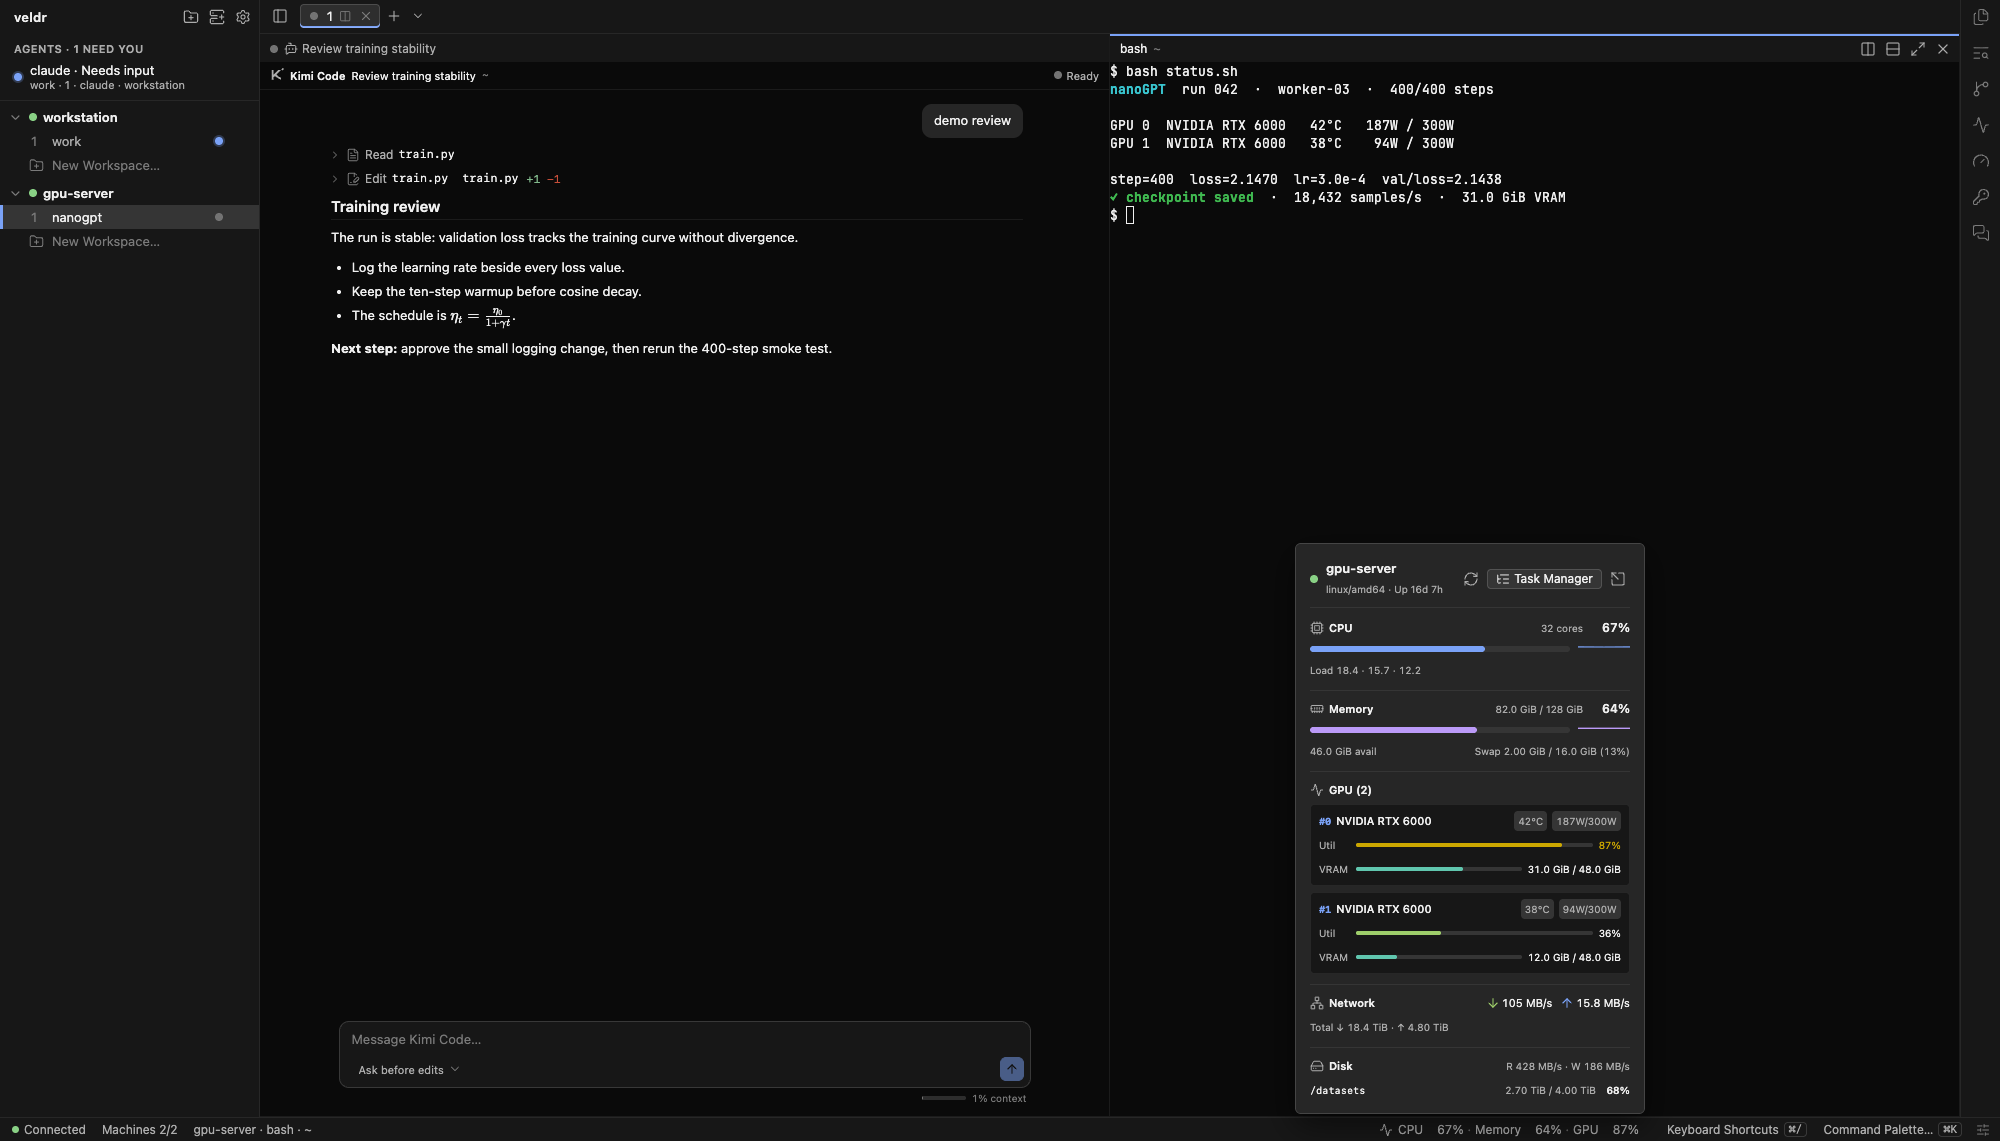 veldr
AGENTS · 1 NEED YOU
claude · Needs input
work · 1 · claude · workstation
workstation
1 work
New Workspace...
gpu-server
1 nanogpt
New Workspace...
1
Review training stability
Kimi Code Review training stability ~
Ready
demo review
Read train.py
Edit train.py train.py +1 −1
Training review
The run is stable: validation loss tracks the training curve without divergence.
• Log the learning rate beside every loss value.
• Keep the ten-step warmup before cosine decay.
• The schedule is ηt = η0/1+γt.
Next step: approve the small logging change, then rerun the 400-step smoke test.
Message Kimi Code...
Ask before edits
1% context
bash ~
$ bash status.sh
nanoGPT run 042 · worker-03 · 400/400 steps
GPU 0 NVIDIA RTX 6000 42°C 187W / 300W
GPU 1 NVIDIA RTX 6000 38°C 94W / 300W
step=400 loss=2.1470 lr=3.0e-4 val/loss=2.1438
✓ checkpoint saved · 18,432 samples/s · 31.0 GiB VRAM
$
gpu-server
linux/amd64 · Up 16d 7h
Task Manager
CPU 32 cores 67%
Load 18.4 · 15.7 · 12.2
Memory 82.0 GiB / 128 GiB 64%
46.0 GiB avail Swap 2.00 GiB / 16.0 GiB (13%)
GPU (2)
#0 NVIDIA RTX 6000 42°C 187W/300W
Util 87%
VRAM 31.0 GiB / 48.0 GiB
#1 NVIDIA RTX 6000 38°C 94W/300W
Util 36%
VRAM 12.0 GiB / 48.0 GiB
Network ↓ 105 MB/s ↑ 15.8 MB/s
Total ↓ 18.4 TiB · ↑ 4.80 TiB
Disk R 428 MB/s · W 186 MB/s
/datasets 2.70 TiB / 4.00 TiB 68%
Connected Machines 2/2 gpu-server · bash · ~
CPU 67% · Memory 64% · GPU 87% Keyboard Shortcuts ⌘/ Command Palette... ⌘K